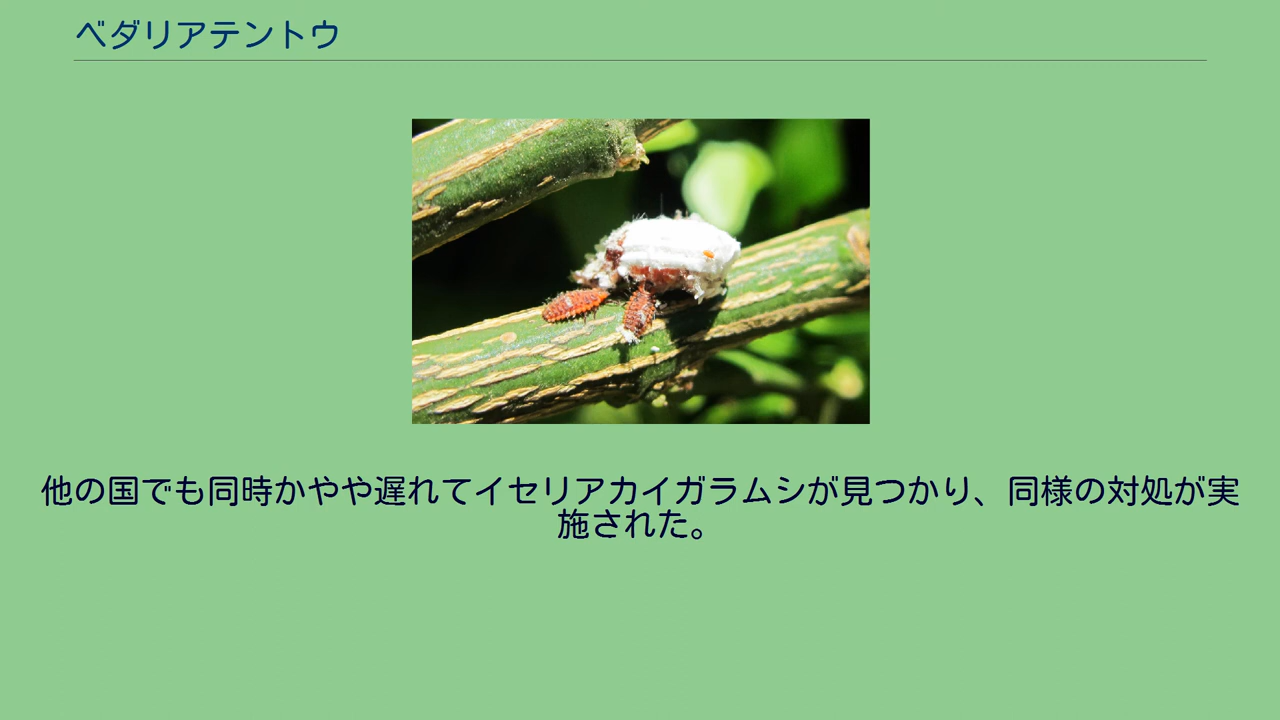 ベダリアテントウ
他の国でも同時かやや遅れてイセリアカイガラムシが見つかり、同様の対処が実
施された。